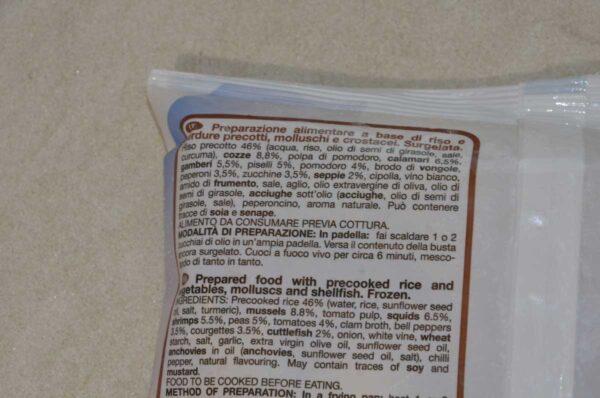 IT Preparazione alimentare a base di riso e
verdure precotti, molluschi e crostacei. Surgelata.
Riso precotto 46% (acqua, riso, olio di semi di girasole, sale,
curcuma), cozze 8,8%, polpa di pomodoro, calamari 6,5%,
gamberi 5,5%, piselli 5%, pomodoro 4%, brodo di vongole,
peperoni 3,5%, zucchine 3,5%, seppie 2%, cipolla, vino bianco,
amido di frumento, sale, aglio, olio extravergine di oliva, olio di
semi di girasole, acciughe sott'olio (acciughe, olio di semi di
girasole, sale), peperoncino, aroma naturale. Può contenere
tracce di soia e senape.
ALIMENTO DA CONSUMARE PREVIA COTTURA.
MODALITÀ DI PREPARAZIONE: In padella: fai scaldare 1 o 2
cucchiai di olio in un'ampia padella. Versa il contenuto della busta
ancora surgelato. Cuoci a fuoco vivo per circa 6 minuti, mesco-
lando di tanto in tanto.
Prepared food with precooked rice and
vegetables, molluscs and shellfish. Frozen.
INGREDIENTS: Precooked rice 46% (water, rice, sunflower seed
oil, salt, turmeric), mussels 8.8%, tomato pulp, squids 6.5%,
shrimps 5.5%, peas 5%, tomatoes 4%, clam broth, bell peppers
3.5%, courgettes 3.5%, cuttlefish 2%, onion, white vine, wheat
starch, salt, garlic, extra virgin olive oil, sunflower seed oil,
anchovies in oil (anchovies, sunflower seed oil, salt), chilli
pepper, natural flavouring. May contain traces of soy and
mustard.
FOOD TO BE COOKED BEFORE EATING.
METHOD OF PREPARATION: In a frying pan: heat